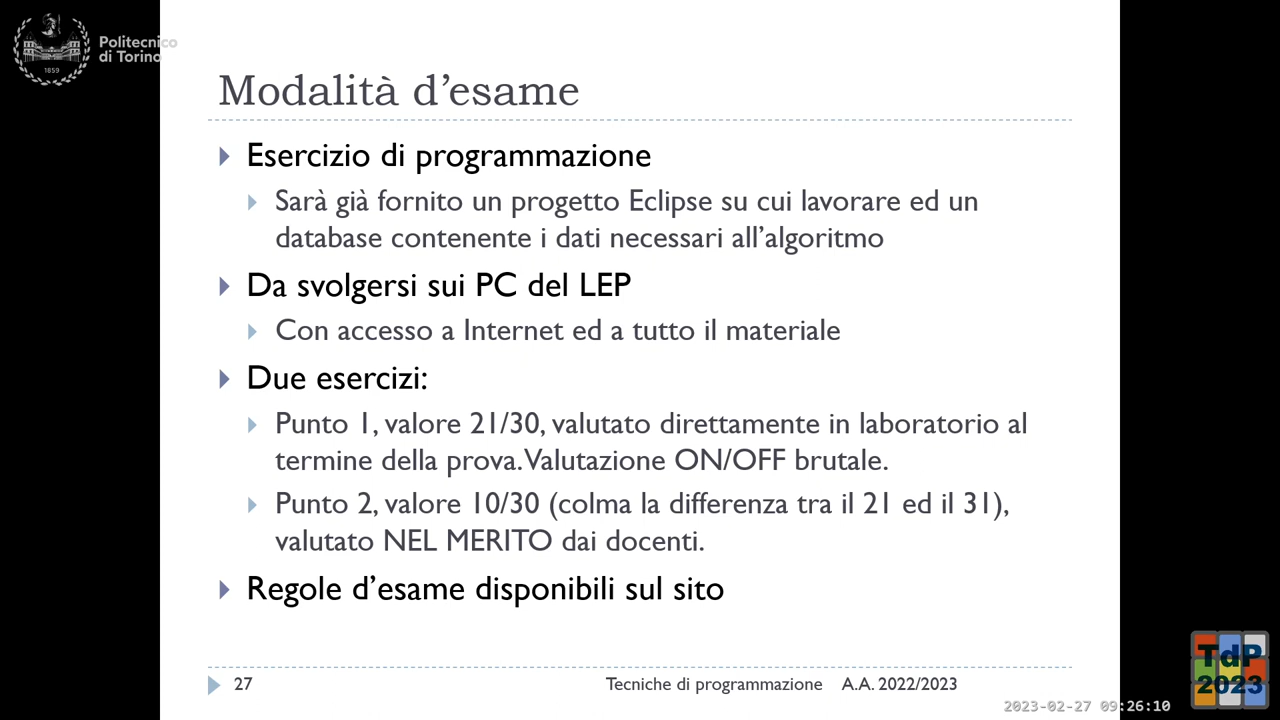 Politecnico
di Torino
1859
Modalità d’esame
Esercizio di programmazione
Sarà già fornito un progetto Eclipse su cui lavorare ed un
database contenente i dati necessari all’algoritmo
Da svolgersi sui PC del LEP
Con accesso a Internet ed a tutto il materiale
Due esercizi:
Punto 1, valore 21/30, valutato direttamente in laboratorio al
termine della prova. Valutazione ON/OFF brutale.
Punto 2, valore 10/30 (colma la differenza tra il 21 ed il 31),
valutato NEL MERITO dai docenti.
Regole d’esame disponibili sul sito
27
Tecniche di programmazione A.A. 2022/2023
2023-02-27 09:26:10
TdP
2023